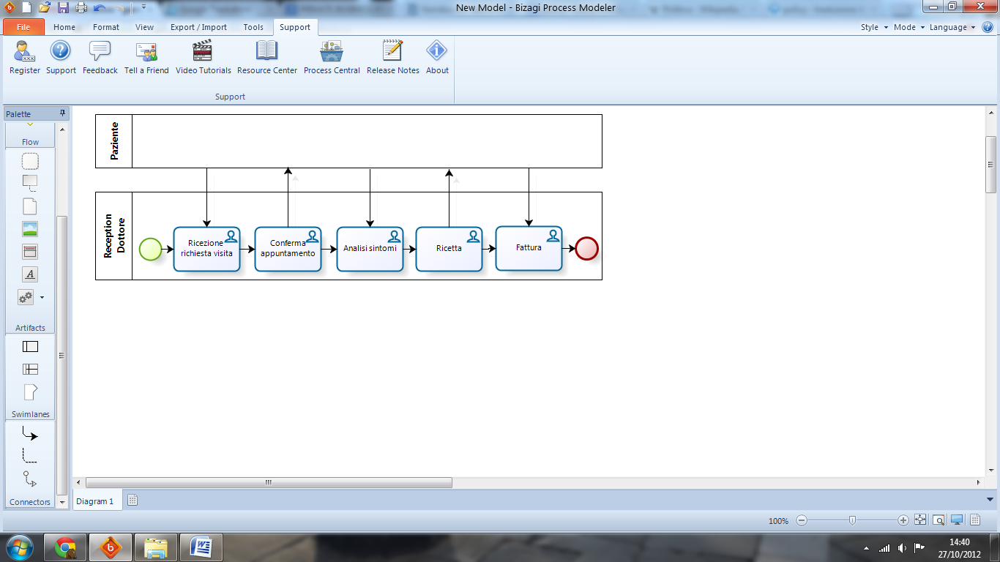 New Model - Bizagi Process Modeler
File Home Format View Export / Import Tools Support
Style Mode Language
Register Support Feedback Tell a Friend Video Tutorials Resource Center Process Central Release Notes About
Support
Palette
Flow
Artifacts
Swimlanes
Connectors
Paziente
Reception
Dottore
Ricezione
richiesta visita
Conferma
appuntamento
Analisi sintomi
Ricetta
Fattura
Diagram 1
100%
14:40
27/10/2012